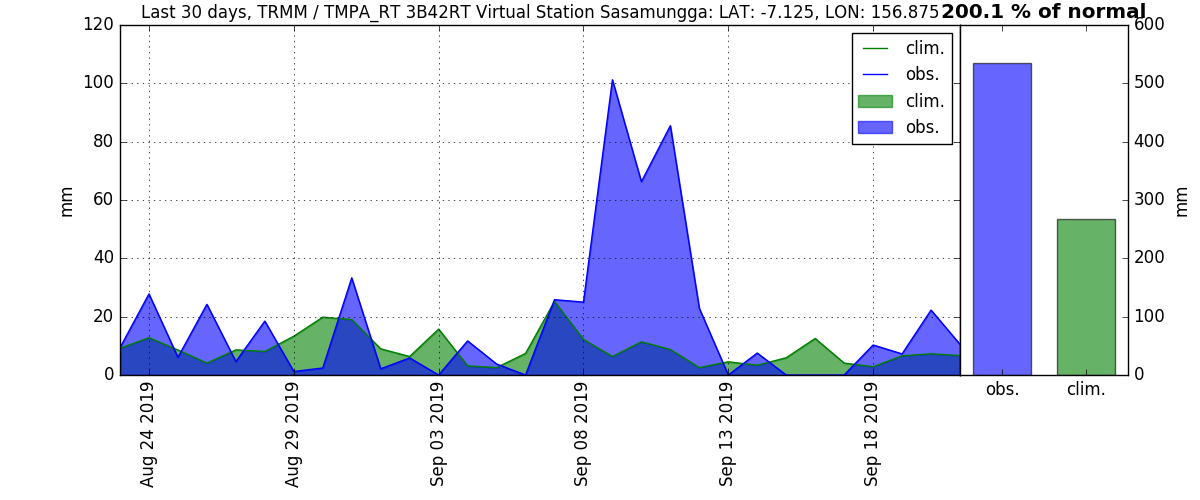 Last 30 days, TRMM / TMPA_RT 3B42RT Virtual Station Sasamungga: LAT: -7.125, LON: 156.875
200.1 % of normal
120
100
80
60
40
20
0
mm
clim.
obs.
clim.
obs.
Aug 24 2019
Aug 29 2019
Sep 03 2019
Sep 08 2019
Sep 13 2019
Sep 18 2019
600
500
400
300
200
100
0
mm
obs.
clim.